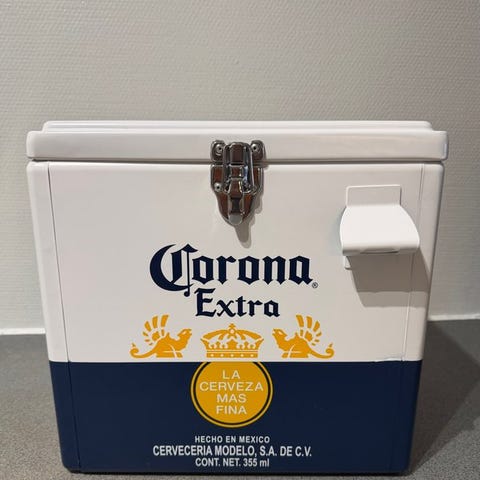 Corona®
Extra
LA
CERVEZA
MAS
FINA
HECHO EN MEXICO
CERVECERIA MODELO, S.A. DE C.V.
CONT. NET. 355 ml